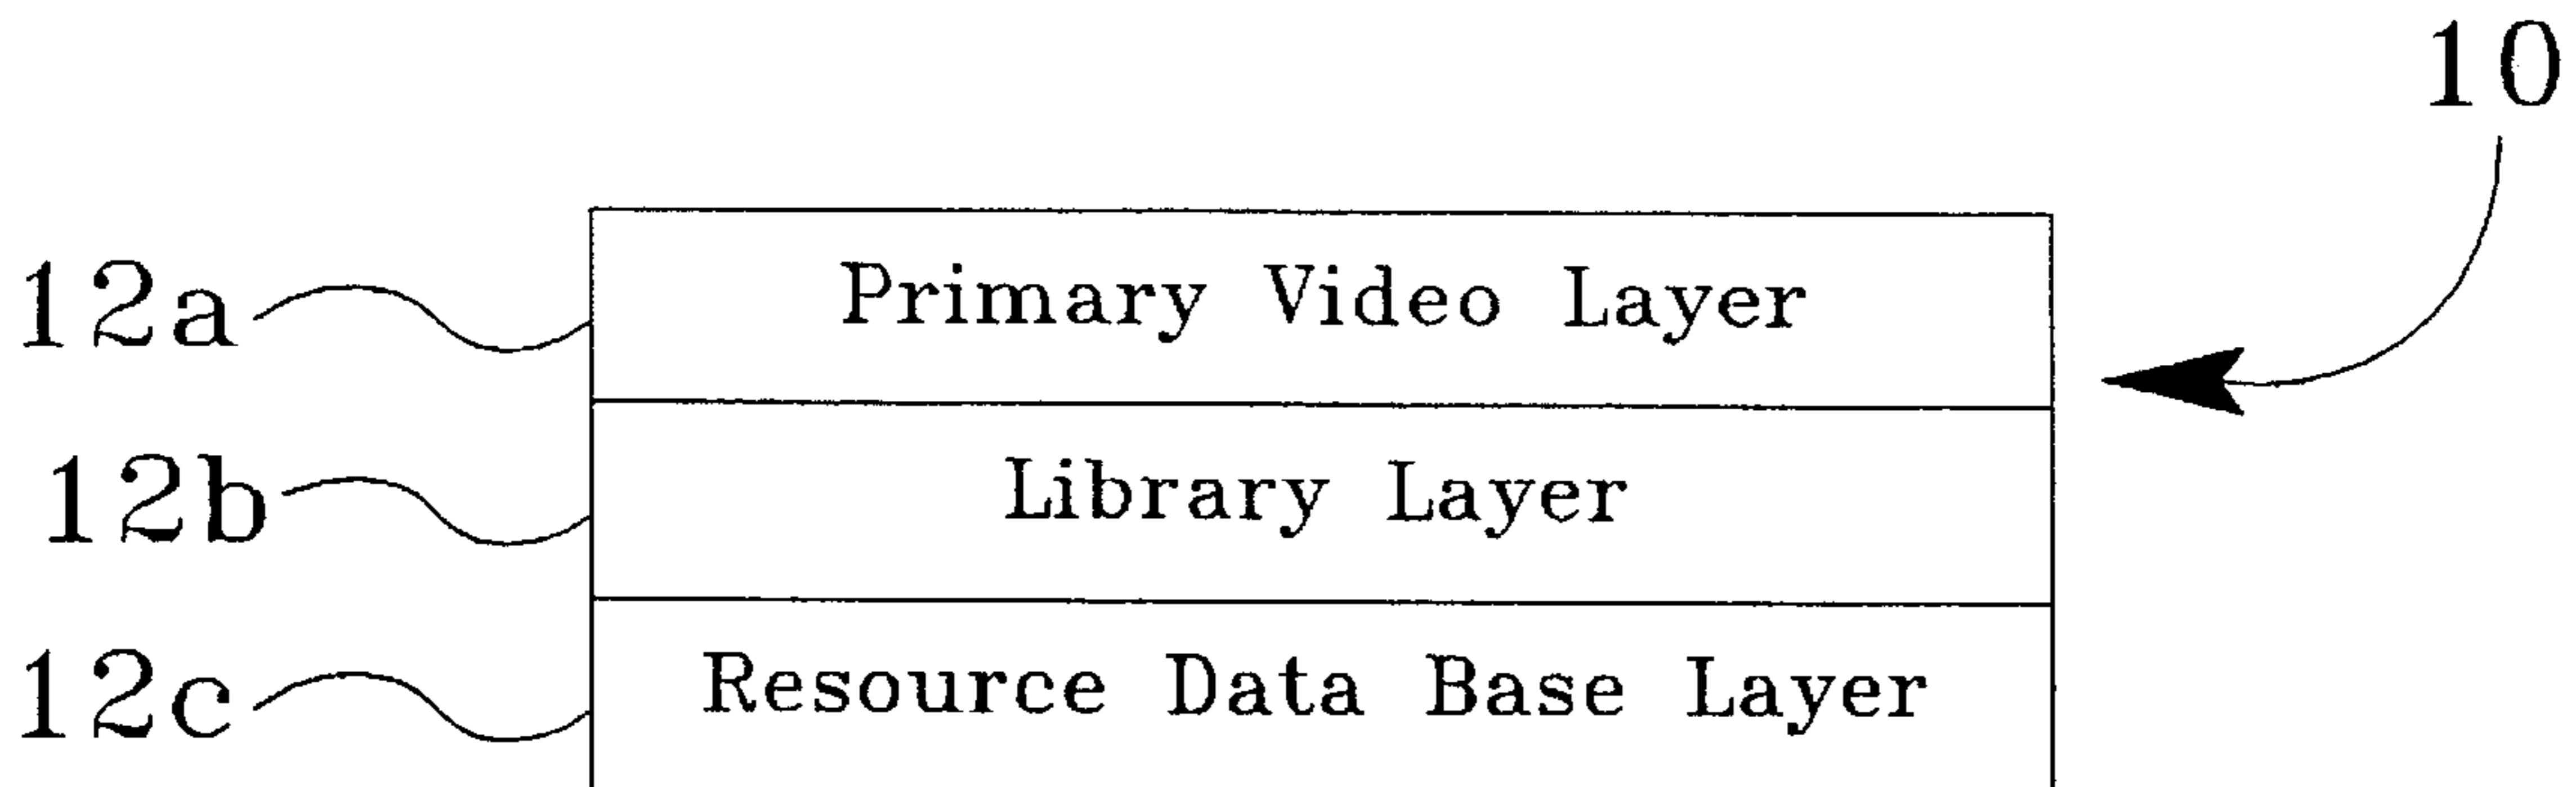 10
12a Primary Video Layer
12b Library Layer
12c Resource Data Base Layer